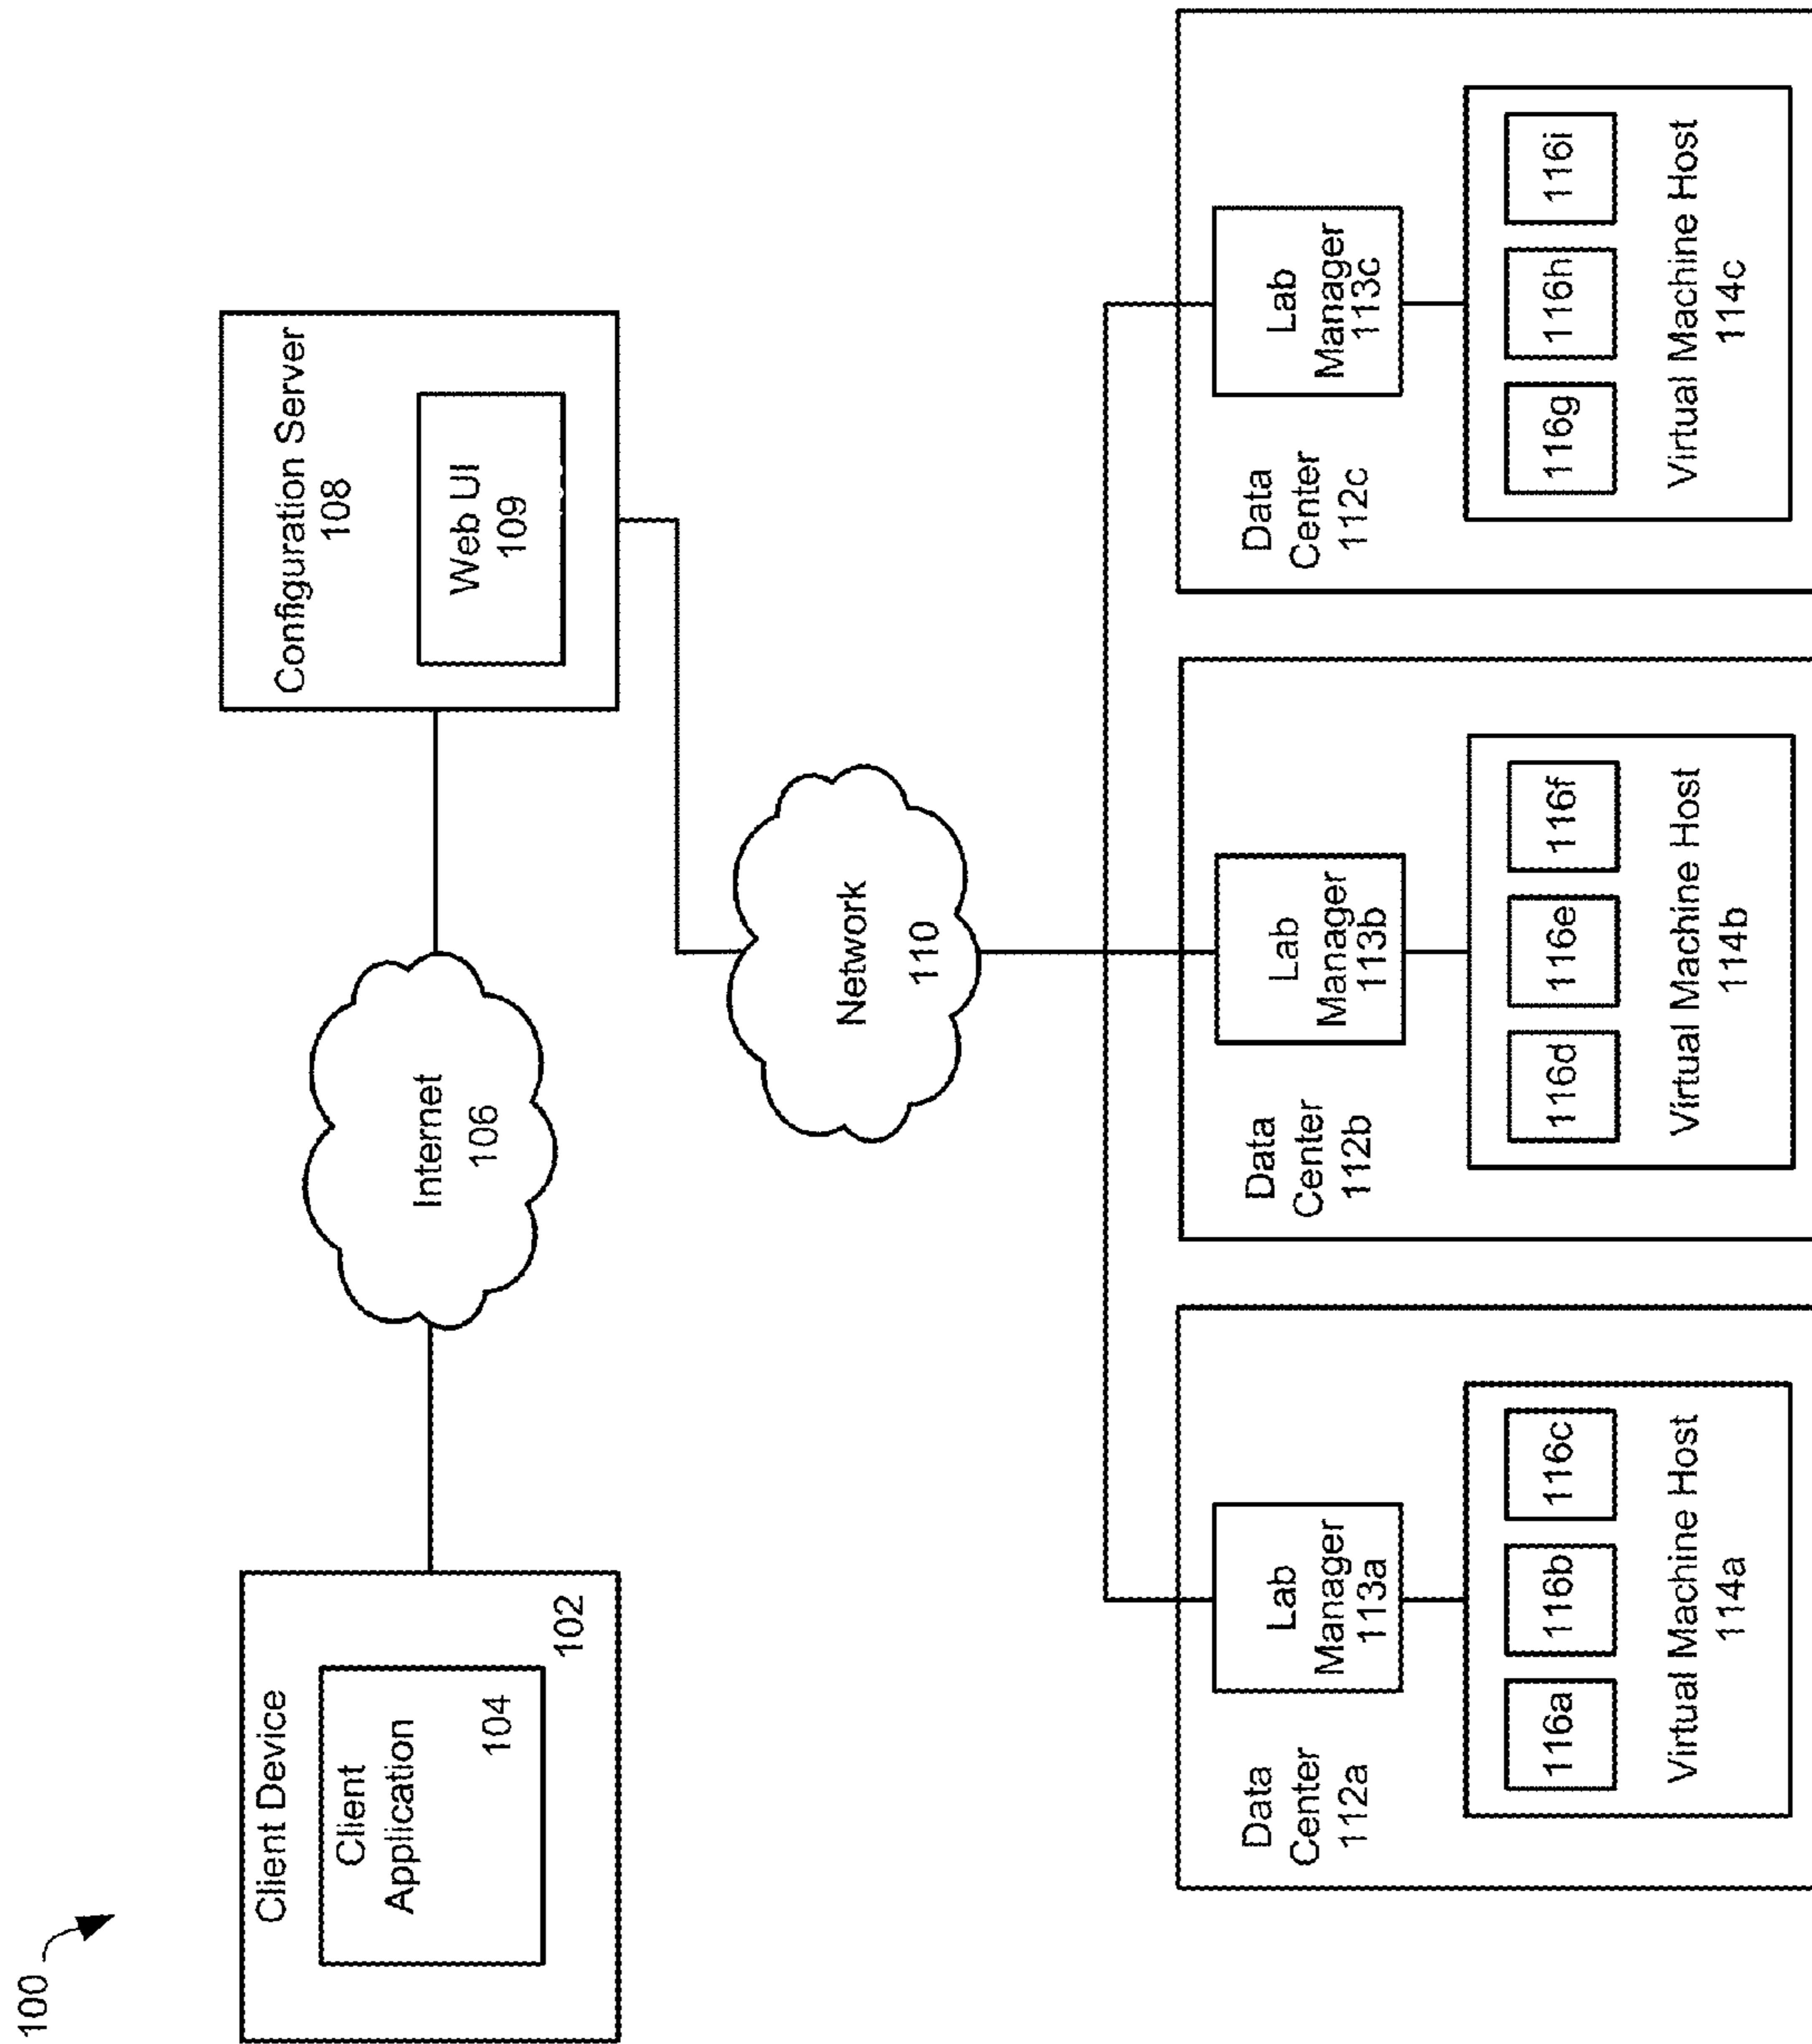 100
Client Device
Client
Application
104
102
Internet
106
Configuration Server
108
Web UI
109
Network
110
Data
Center
112a
Lab
Manager
113a
116a
116b
116c
Virtual Machine Host
114a
Data
Center
112b
Lab
Manager
113b
116d
116e
116f
Virtual Machine Host
114b
Data
Center
112c
Lab
Manager
113c
116g
116h
116i
Virtual Machine Host
114c